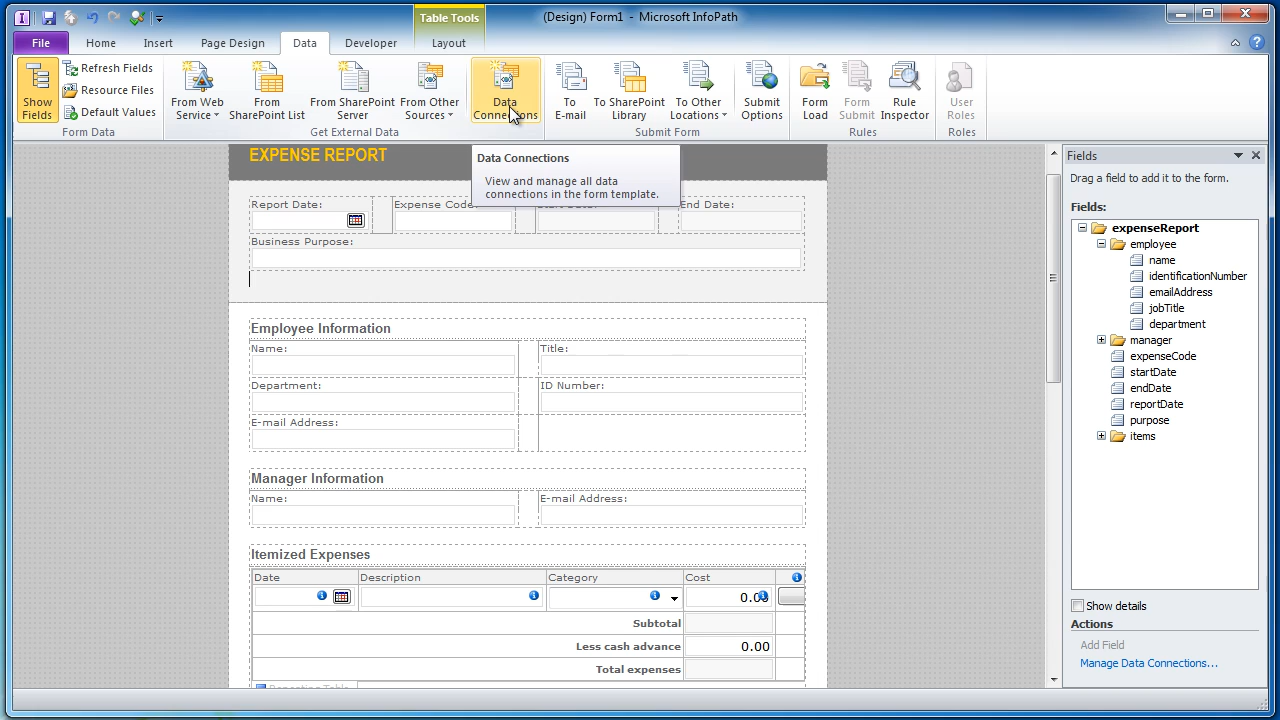 Table Tools
(Design) Form1 - Microsoft InfoPath
File Home Insert Page Design Data Developer Layout
Show Fields
Refresh Fields
Resource Files
Default Values
Form Data
From Web Service
From SharePoint List
From SharePoint Server
From Other Sources
Data Connections
Get External Data
To E-mail
To SharePoint Library
To Other Locations
Submit Options
Submit Form
Form Load
Form Submit
Rule Inspector
Rules
User Roles
Roles
Data Connections
View and manage all data
connections in the form template.
EXPENSE REPORT
Report Date: Expense Code: Start Date: End Date:
Business Purpose:
Employee Information
Name: Title:
Department: ID Number:
E-mail Address:
Manager Information
Name: E-mail Address:
Itemized Expenses
Date Description Category Cost
0.00
Subtotal
Less cash advance 0.00
Total expenses
Repeating Table
Fields
Drag a field to add it to the form.
Fields:
expenseReport
employee
name
identificationNumber
emailAddress
jobTitle
department
manager
expenseCode
startDate
endDate
reportDate
purpose
items
Show details
Actions
Add Field
Manage Data Connections...